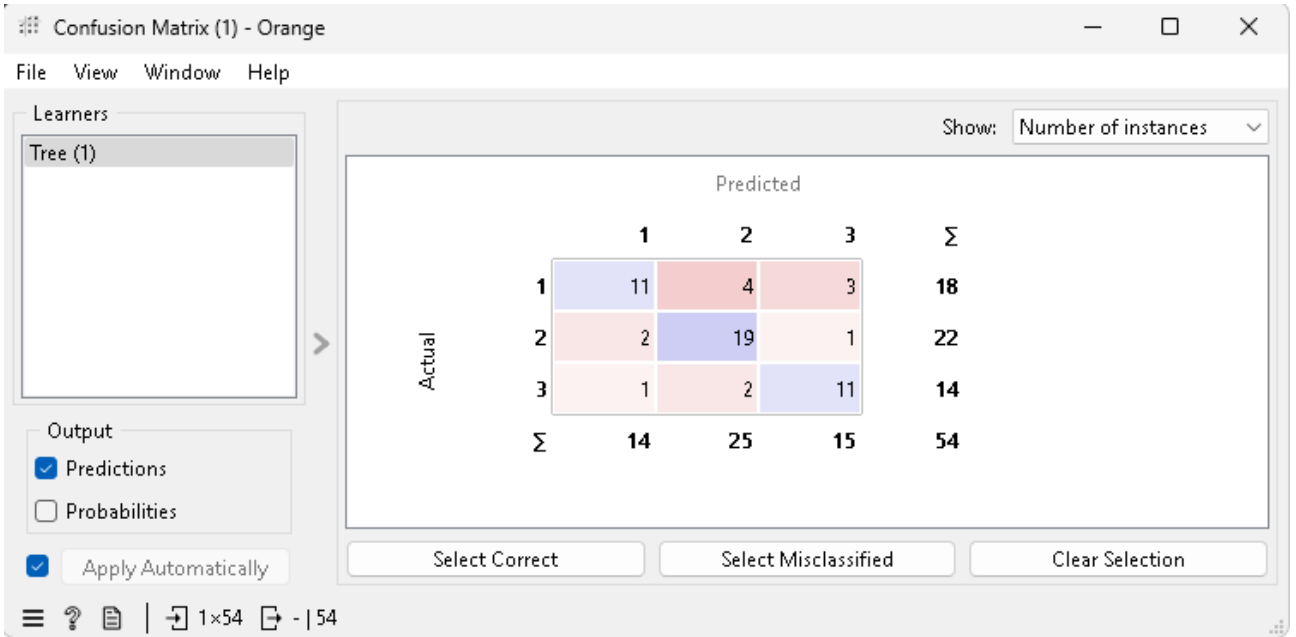 Confusion Matrix (1) - Orange
File View Window Help
Learners
Tree (1)
Show: Number of instances
Predicted
1 2 3 Σ
1 11 4 3 18
Actual
2 2 19 1 22
3 1 2 11 14
Σ 14 25 15 54
Output
Predictions
Probabilities
Apply Automatically
Select Correct Select Misclassified Clear Selection
1×54 - | 54